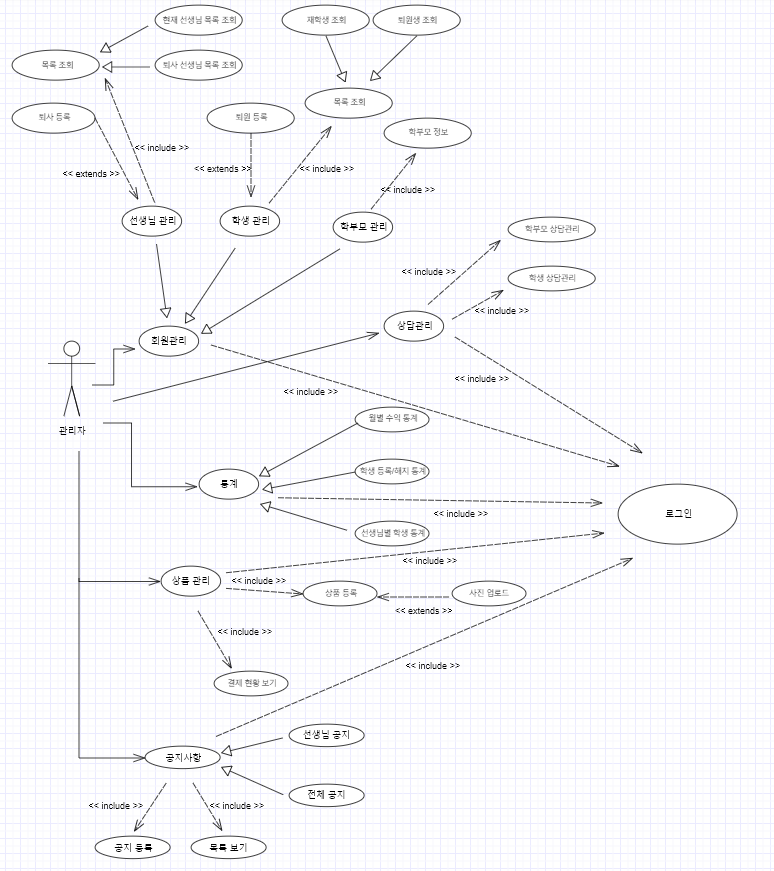 현재 선생님 목록 조회
재학생 조회
퇴원생 조회
목록 조회
퇴사 선생님 목록 조회
목록 조회
퇴사 등록
퇴원 등록
학부모 정보
<< include >>
<< extends >>
<< extends >>
<< include >>
<< include >>
선생님 관리
학생 관리
학부모 관리
학부모 상담관리
<< include >>
학생 상담관리
<< include >>
상담관리
회원관리
<< include >>
<< include >>
관리자
월별 수익 통계
학생 등록/해지 통계
통계
<< include >>
로그인
선생님별 학생 통계
<< include >>
상품 관리
<< include >>
상품 등록
사진 업로드
<< extends >>
<< include >>
<< include >>
결제 현황 보기
선생님 공지
공지사항
전체 공지
<< include >>
<< include >>
공지 등록
목록 보기